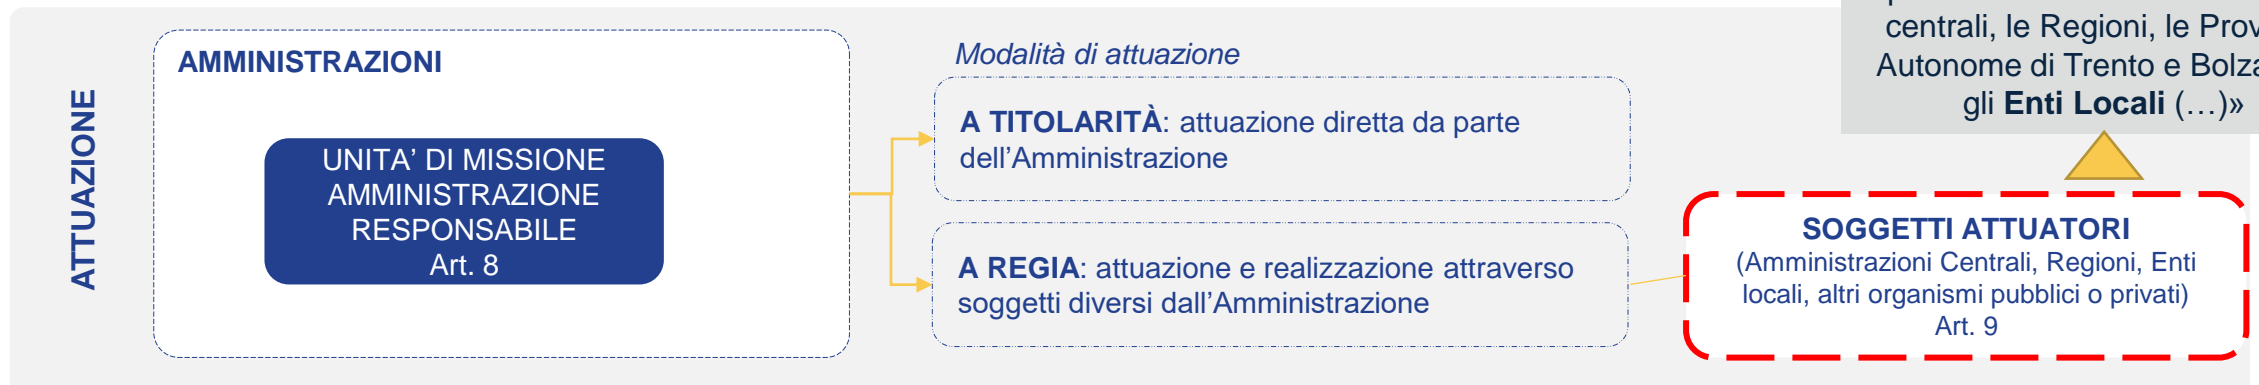 ATTUAZIONE
AMMINISTRAZIONI
UNITA’ DI MISSIONE
AMMINISTRAZIONE
RESPONSABILE
Art. 8
Modalità di attuazione
A TITOLARITÀ: attuazione diretta da parte
dell’Amministrazione
A REGIA: attuazione e realizzazione attraverso
soggetti diversi dall’Amministrazione
centrali, le Regioni, le Prov
Autonome di Trento e Bolza
gli Enti Locali (…)»
SOGGETTI ATTUATORI
(Amministrazioni Centrali, Regioni, Enti
locali, altri organismi pubblici o privati)
Art. 9